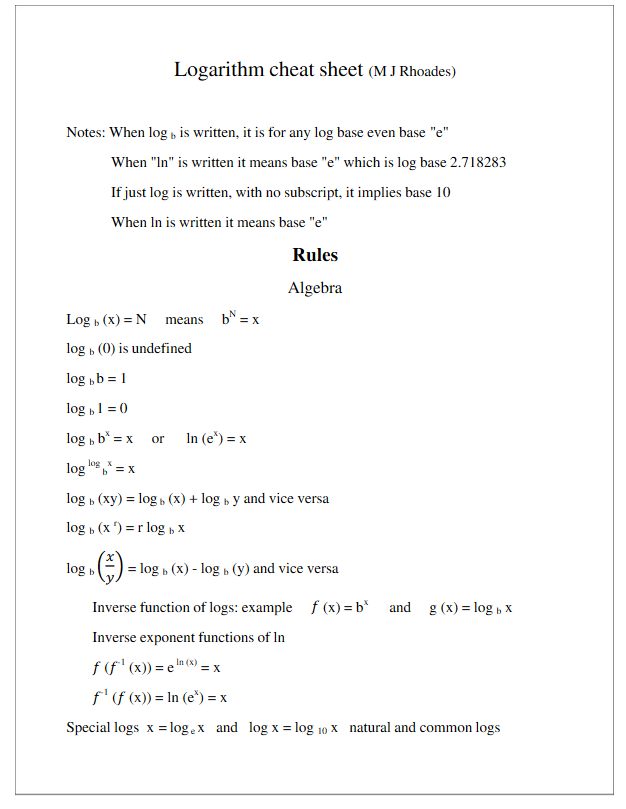 Logarithm cheat sheet (M J Rhoades)
Notes: When log b is written, it is for any log base even base "e"
When "ln" is written it means base "e" which is log base 2.718283
If just log is written, with no subscript, it implies base 10
When ln is written it means base "e"
Rules
Algebra
Log b (x) = N means b^N = x
log b (0) is undefined
log b b = 1
log b 1 = 0
log b b^x = x or ln (e^x) = x
log ^log b ^x = x
log b (xy) = log b (x) + log b y and vice versa
log b (x ^r) = r log b x
log b (x/y) = log b (x) - log b (y) and vice versa
Inverse function of logs: example f (x) = b^x and g (x) = log b x
Inverse exponent functions of ln
f (f^-1 (x)) = e ^ln (x) = x
f^-1 (f (x)) = ln (e^x) = x
Special logs x = log e x and log x = log 10 x natural and common logs